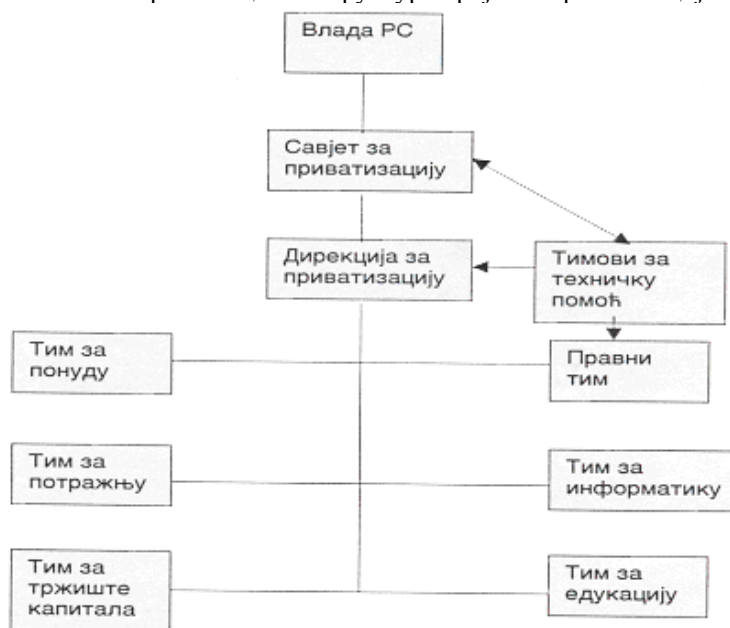 Влада РС
Савјет за
приватизацију
Дирекција за
приватизацију
Тимови за
техничку
помоћ
Тим за
понуду
Правни
тим
Тим за
потражњу
Тим за
информатику
Тим за
тржиште
капитала
Тим за
едукацију